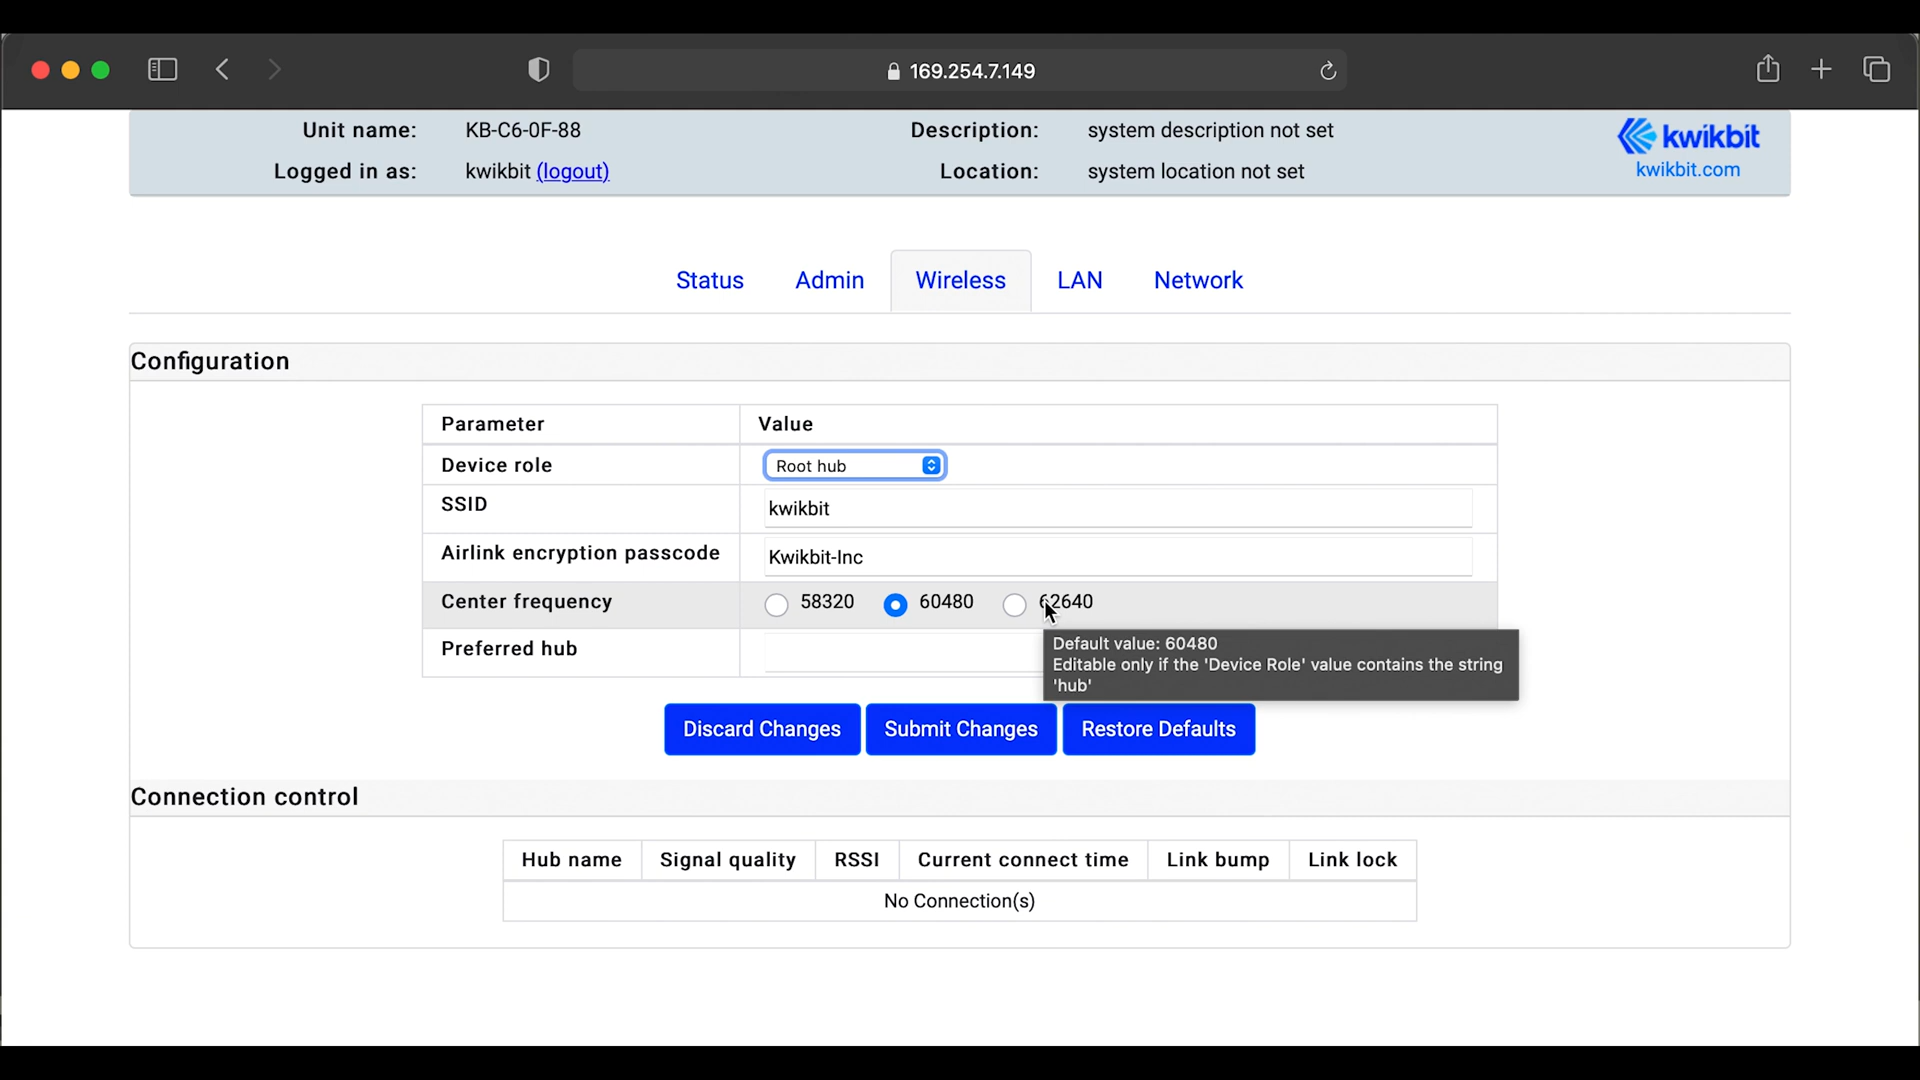 169.254.7.149
Unit name: KB-C6-0F-88 Description: system description not set
kwikbit
Logged in as: kwikbit (logout) Location: system location not set
kwikbit.com
Status Admin Wireless LAN Network
Configuration
Parameter Value
Device role Root hub
SSID kwikbit
Airlink encryption passcode Kwikbit-Inc
Center frequency 58320 60480 62640
Preferred hub
Default value: 60480
Editable only if the 'Device Role' value contains the string
'hub'
Discard Changes Submit Changes Restore Defaults
Connection control
Hub name Signal quality RSSI Current connect time Link bump Link lock
No Connection(s)